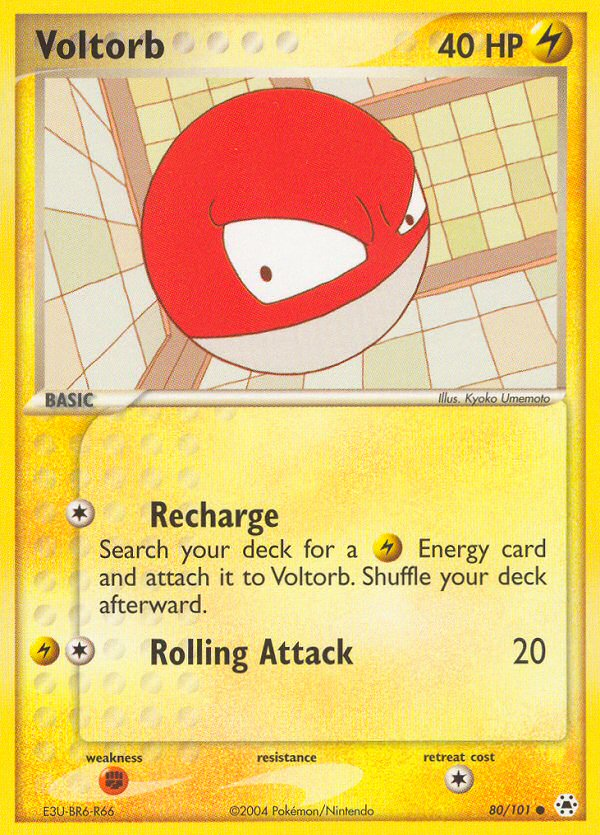 Voltorb 40 HP
BASIC Illus. Kyoko Umemoto
Recharge
Search your deck for a Energy card
and attach it to Voltorb. Shuffle your deck
afterward.
Rolling Attack 20
weakness resistance retreat cost
E3U-BR6-R66 ©2004 Pokémon/Nintendo 80/101